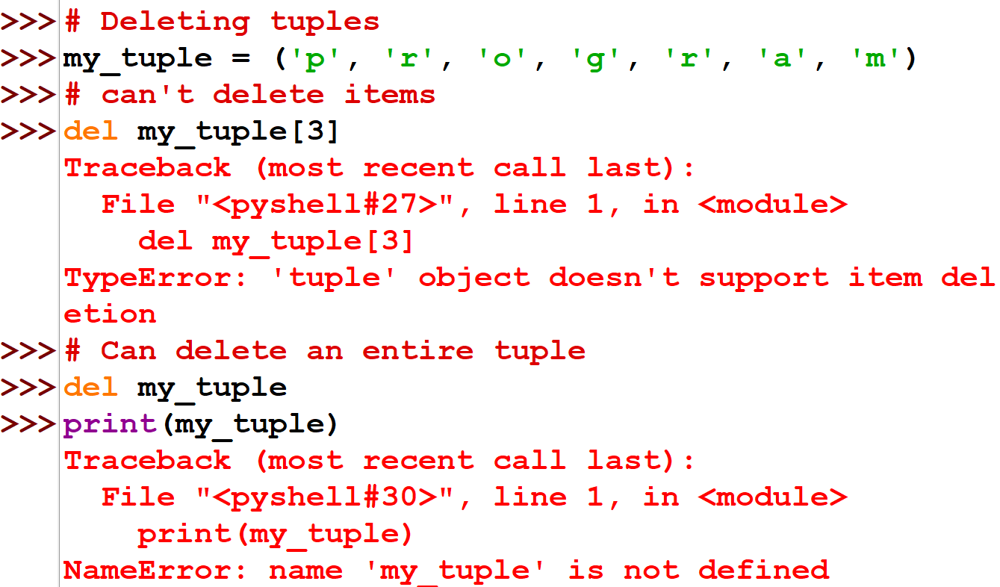 >>> # Deleting tuples
>>> my_tuple = ('p', 'r', 'o', 'g', 'r', 'a', 'm')
>>> # can't delete items
>>> del my_tuple[3]
Traceback (most recent call last):
  File "<pyshell#27>", line 1, in <module>
    del my_tuple[3]
TypeError: 'tuple' object doesn't support item del
etion
>>> # Can delete an entire tuple
>>> del my_tuple
>>> print(my_tuple)
Traceback (most recent call last):
  File "<pyshell#30>", line 1, in <module>
    print(my_tuple)
NameError: name 'my_tuple' is not defined